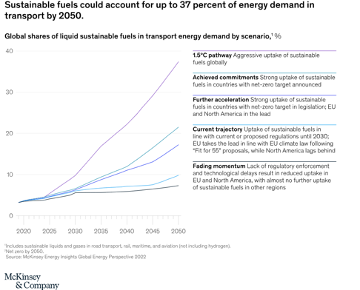 Sustainable fuels could account for up to 37 percent of energy demand in
transport by 2050.
Global shares of liquid sustainable fuels in transport energy demand by scenario,¹ %
40
30
20
10
0
2020
2025
2030
2035
2040
2045
2050
1.5°C pathway Aggressive uptake of sustainable
fuels globally
Achieved commitments Strong uptake of sustainable
fuels in countries with net-zero target announced
Further acceleration Strong uptake of sustainable
fuels in countries with net-zero target in legislation; EU
and North America in the lead
Current trajectory Uptake of sustainable fuels in
line with current or proposed regulations until 2030;
EU takes the lead in line with EU climate law following
"Fit for 55" proposals, while North America lags behind
Fading momentum Lack of regulatory enforcement
and technological delays result in reduced uptake in
EU and North America, with almost no further uptake
of sustainable fuels in other regions
¹Includes sustainable liquids and gases in road transport, rail, maritime, and aviation (not including hydrogen).
²Net zero by 2050.
Source: McKinsey Energy Insights Global Energy Perspective 2022
McKinsey
& Company